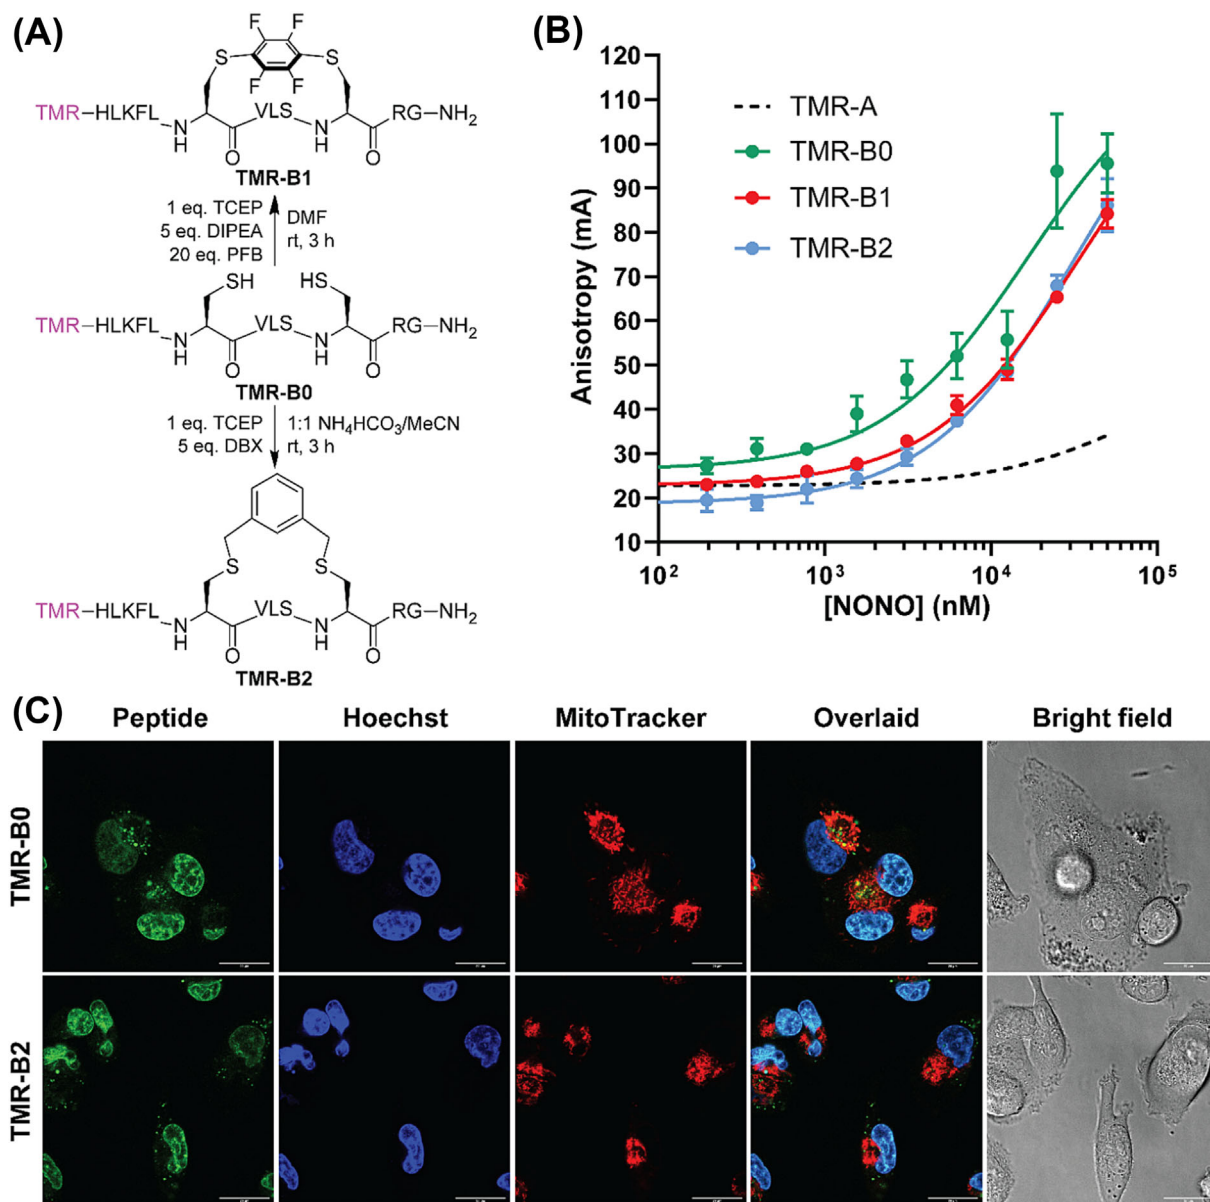 (A)
F
F
S
S
F
F
TMR–HLKFL
N
H
O
VLS
N
H
O
RG–NH2
TMR-B1
1 eq. TCEP
5 eq. DIPEA
20 eq. PFB
DMF
rt, 3 h
SH
HS
TMR–HLKFL
N
H
O
VLS
N
H
O
RG–NH2
TMR-B0
1 eq. TCEP
5 eq. DBX
1:1 NH4HCO3/MeCN
rt, 3 h
S
S
TMR–HLKFL
N
H
O
VLS
N
H
O
RG–NH2
TMR-B2
(B)
120
110
100
90
80
70
60
50
40
30
20
10
Anisotropy (mA)
TMR-A
TMR-B0
TMR-B1
TMR-B2
10^2
10^3
10^4
10^5
[NONO] (nM)
(C)
Peptide
Hoechst
MitoTracker
Overlaid
Bright field
TMR-B0
TMR-B2